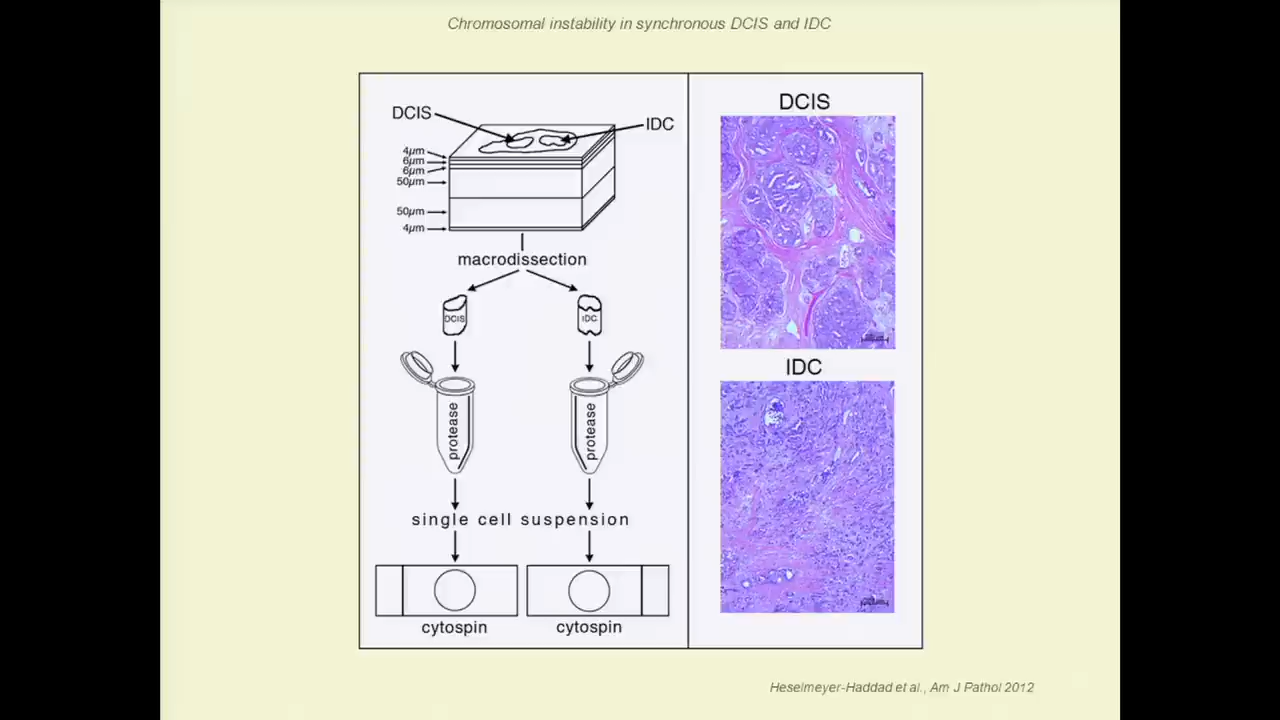 Chromosomal instability in synchronous DCIS and IDC
DCIS
IDC
4µm
6µm
6µm
50µm
50µm
4µm
macrodissection
DCIS
IDC
protease
protease
single cell suspension
cytospin
cytospin
DCIS
IDC
Heselmeyer-Haddad et al., Am J Pathol 2012